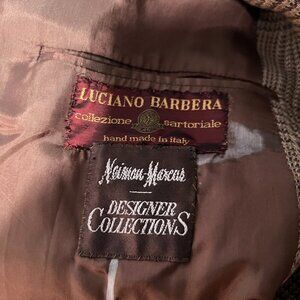 LUCIANO BARBERA
collezione sartoriale
hand made in italy
Neiman-Marcus
DESIGNER
COLLECTIONS